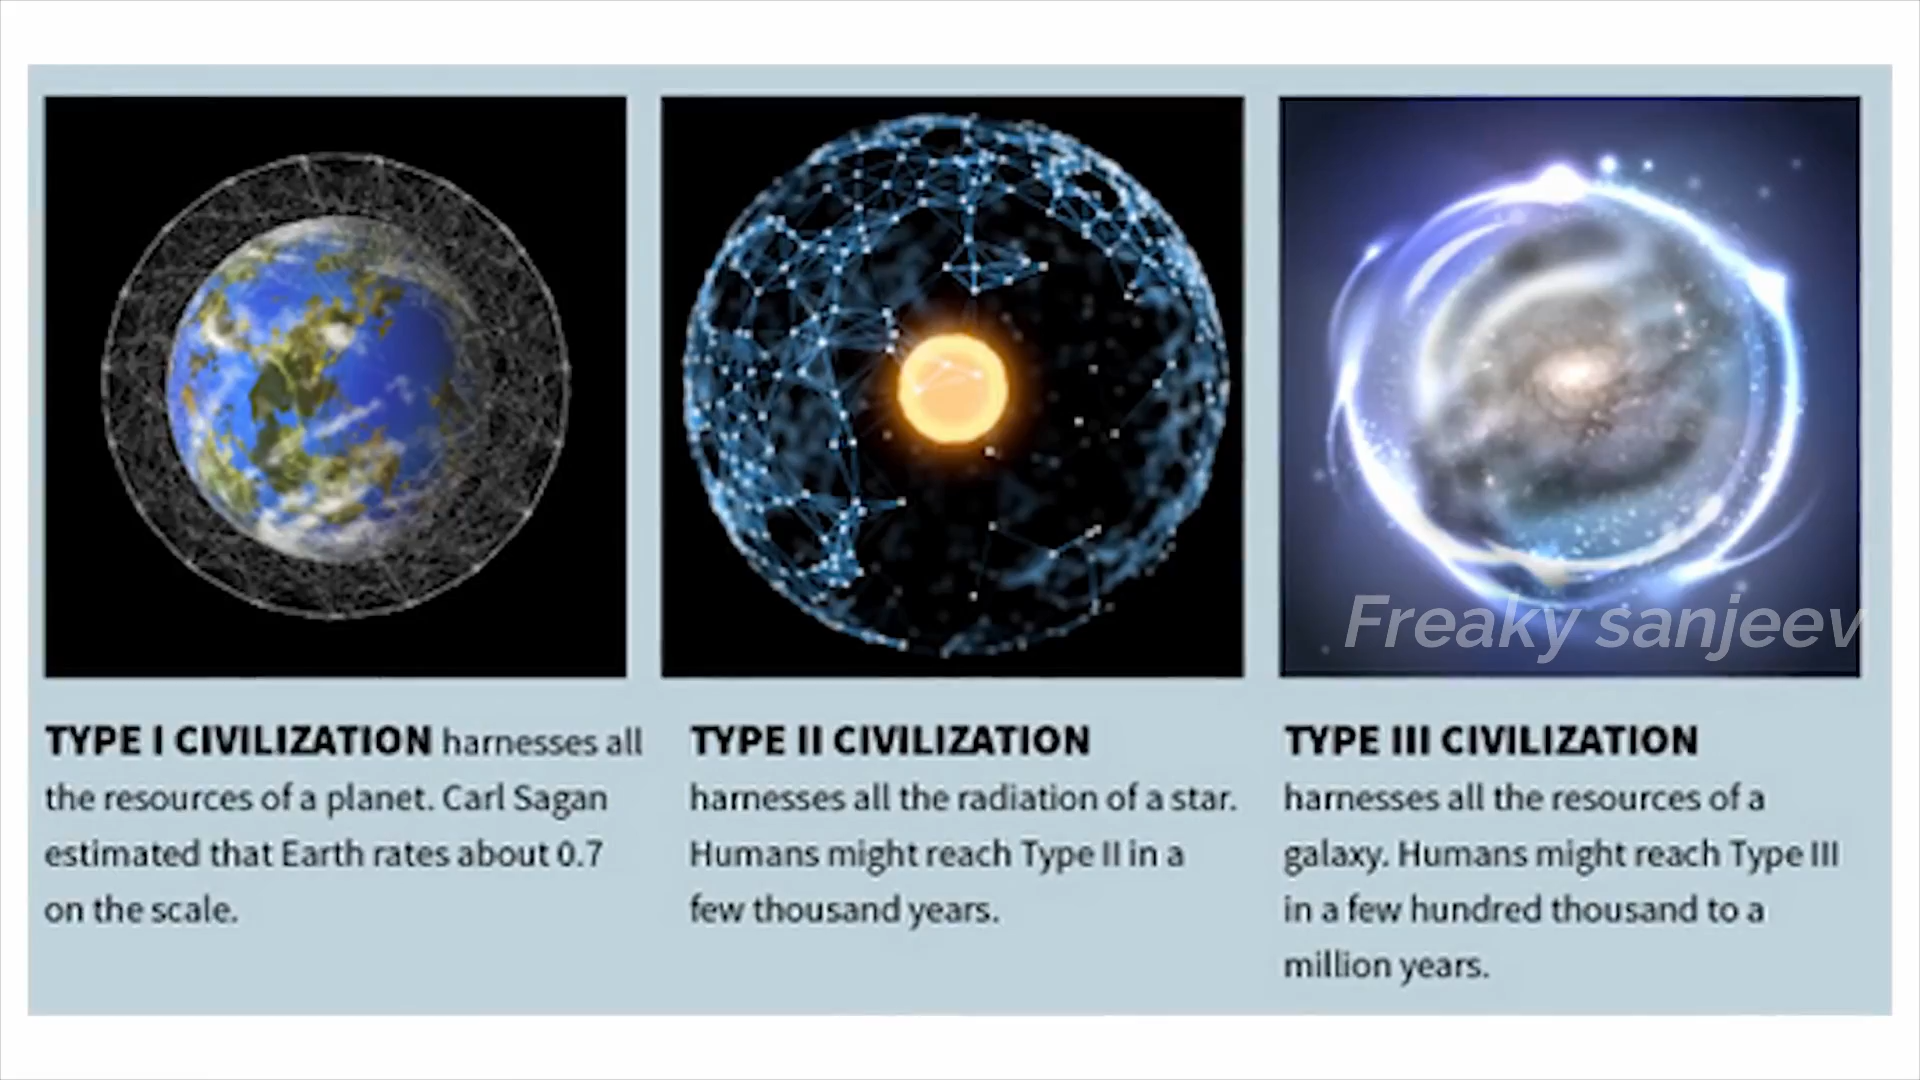 Freaky sanjeev
TYPE I CIVILIZATION harnesses all
the resources of a planet. Carl Sagan
estimated that Earth rates about 0.7
on the scale.
TYPE II CIVILIZATION
harnesses all the radiation of a star.
Humans might reach Type II in a
few thousand years.
TYPE III CIVILIZATION
harnesses all the resources of a
galaxy. Humans might reach Type III
in a few hundred thousand to a
million years.